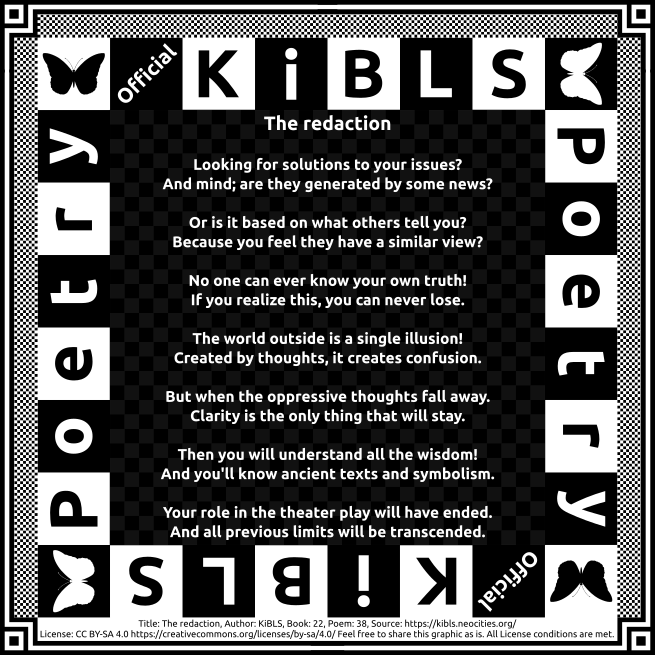 Official KiBLS
Poetry
Poetry
The redaction
Looking for solutions to your issues?
And mind; are they generated by some news?
Or is it based on what others tell you?
Because you feel they have a similar view?
No one can ever know your own truth!
If you realize this, you can never lose.
The world outside is a single illusion!
Created by thoughts, it creates confusion.
But when the oppressive thoughts fall away.
Clarity is the only thing that will stay.
Then you will understand all the wisdom!
And you'll know ancient texts and symbolism.
Your role in the theater play will have ended.
And all previous limits will be transcended.
Official KiBLS
Title: The redaction, Author: KiBLS, Book: 22, Poem: 38, Source: https://kibls.neocities.org/
License: CC BY-SA 4.0 https://creativecommons.org/licenses/by-sa/4.0/ Feel free to share this graphic as is. All License conditions are met.